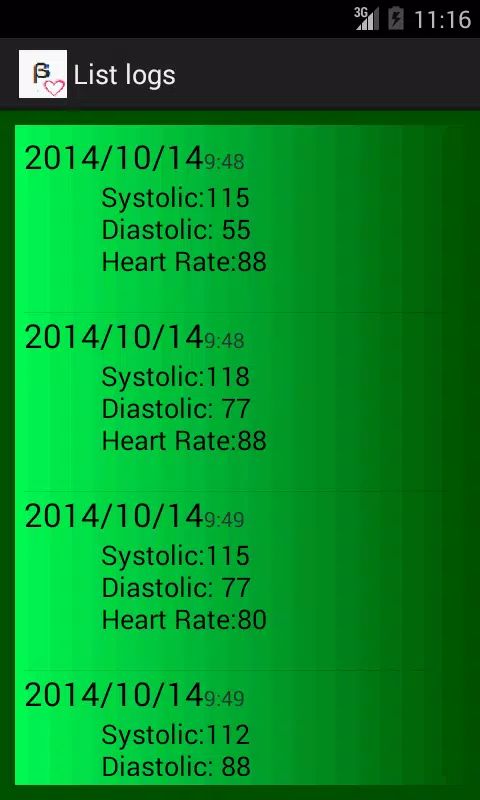 3G 11:16
β List logs
2014/10/14 9:48
Systolic:115
Diastolic: 55
Heart Rate:88
2014/10/14 9:48
Systolic:118
Diastolic: 77
Heart Rate:88
2014/10/14 9:49
Systolic:115
Diastolic: 77
Heart Rate:80
2014/10/14 9:49
Systolic:112
Diastolic: 88